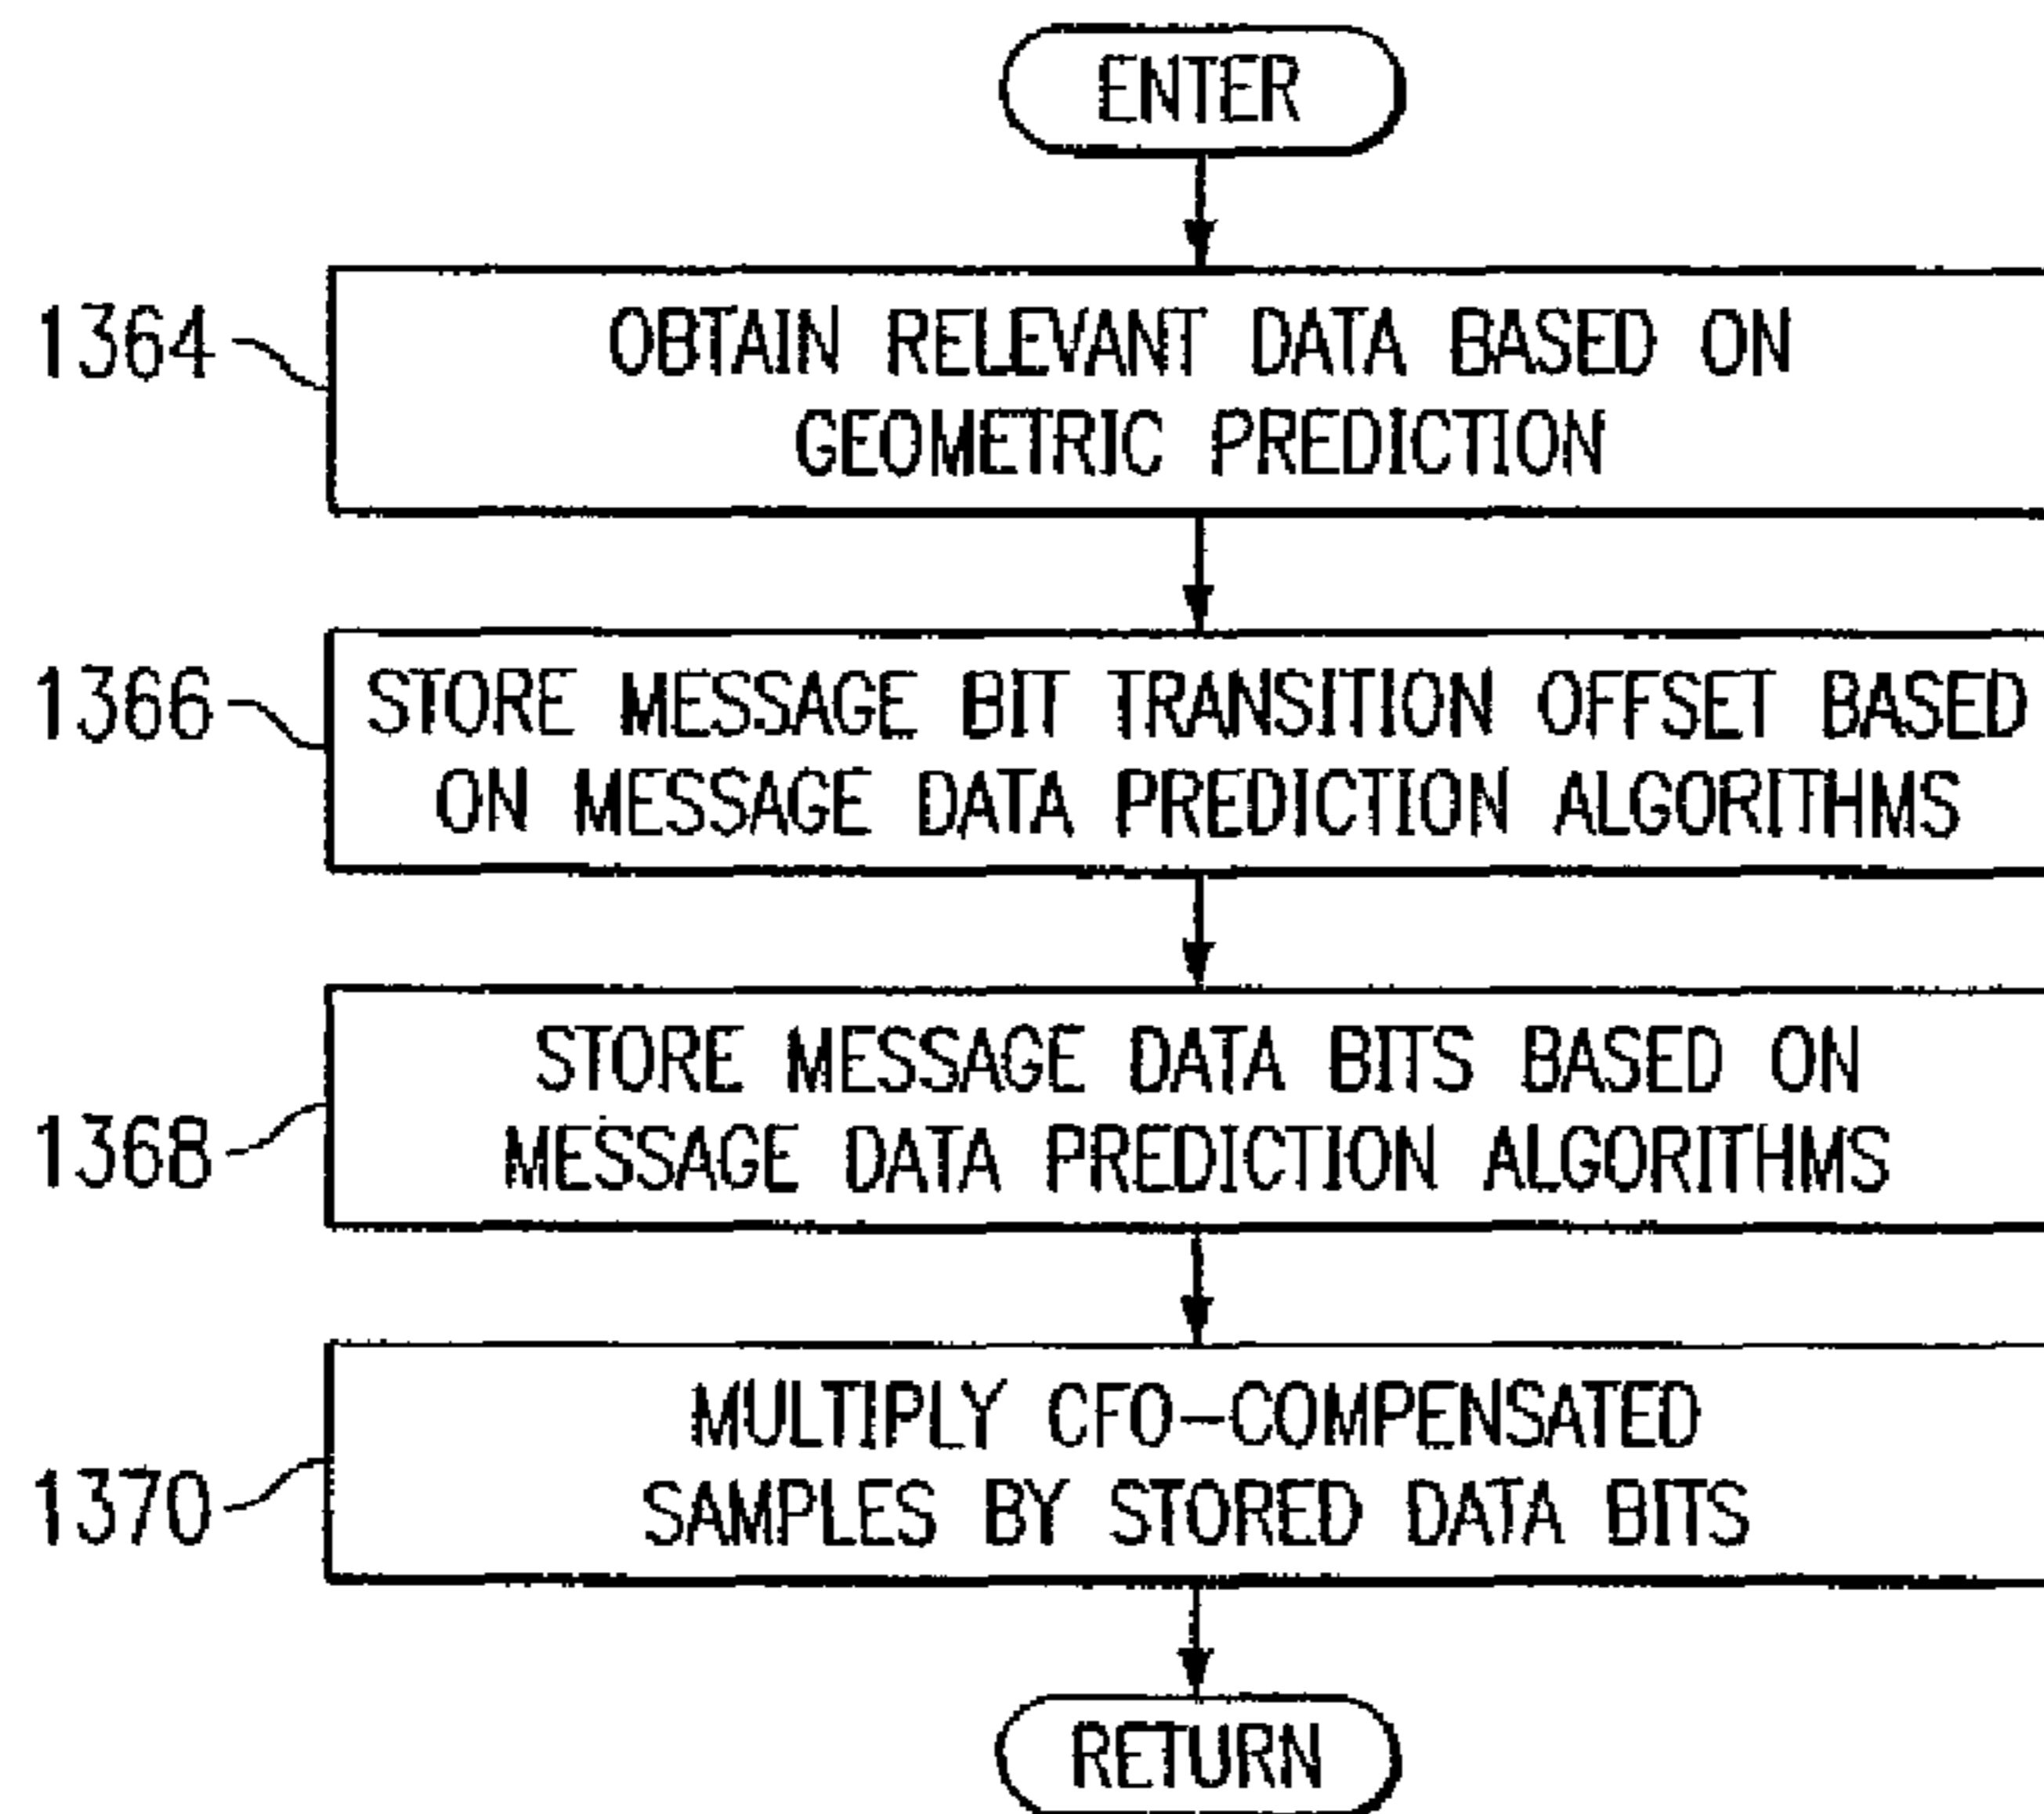 ENTER
1364
OBTAIN RELEVANT DATA BASED ON
GEOMETRIC PREDICTION
1366
STORE MESSAGE BIT TRANSITION OFFSET BASED
ON MESSAGE DATA PREDICTION ALGORITHMS
1368
STORE MESSAGE DATA BITS BASED ON
MESSAGE DATA PREDICTION ALGORITHMS
1370
MULTIPLY CFO-COMPENSATED
SAMPLES BY STORED DATA BITS
RETURN